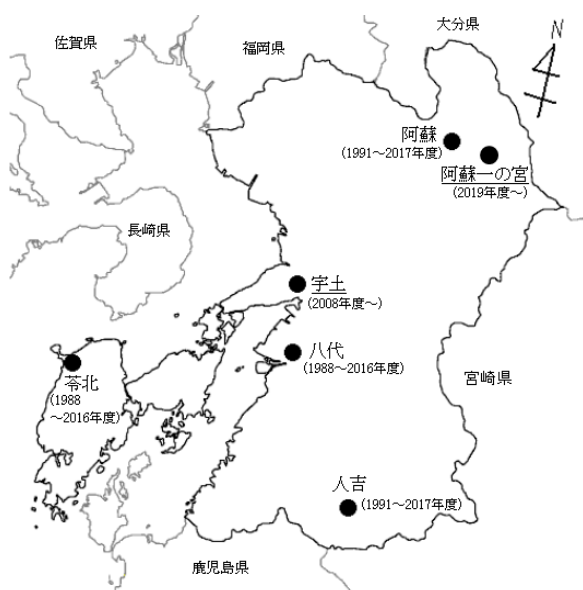 大分県
佐賀県
福岡県
N
阿蘇
(1991～2017年度)
阿蘇一の宮
(2019年度～)
長崎県
宇土
(2008年度～)
八代
(1988～2016年度)
宮崎県
苓北
(1988
～2016年度)
人吉
(1991～2017年度)
鹿児島県